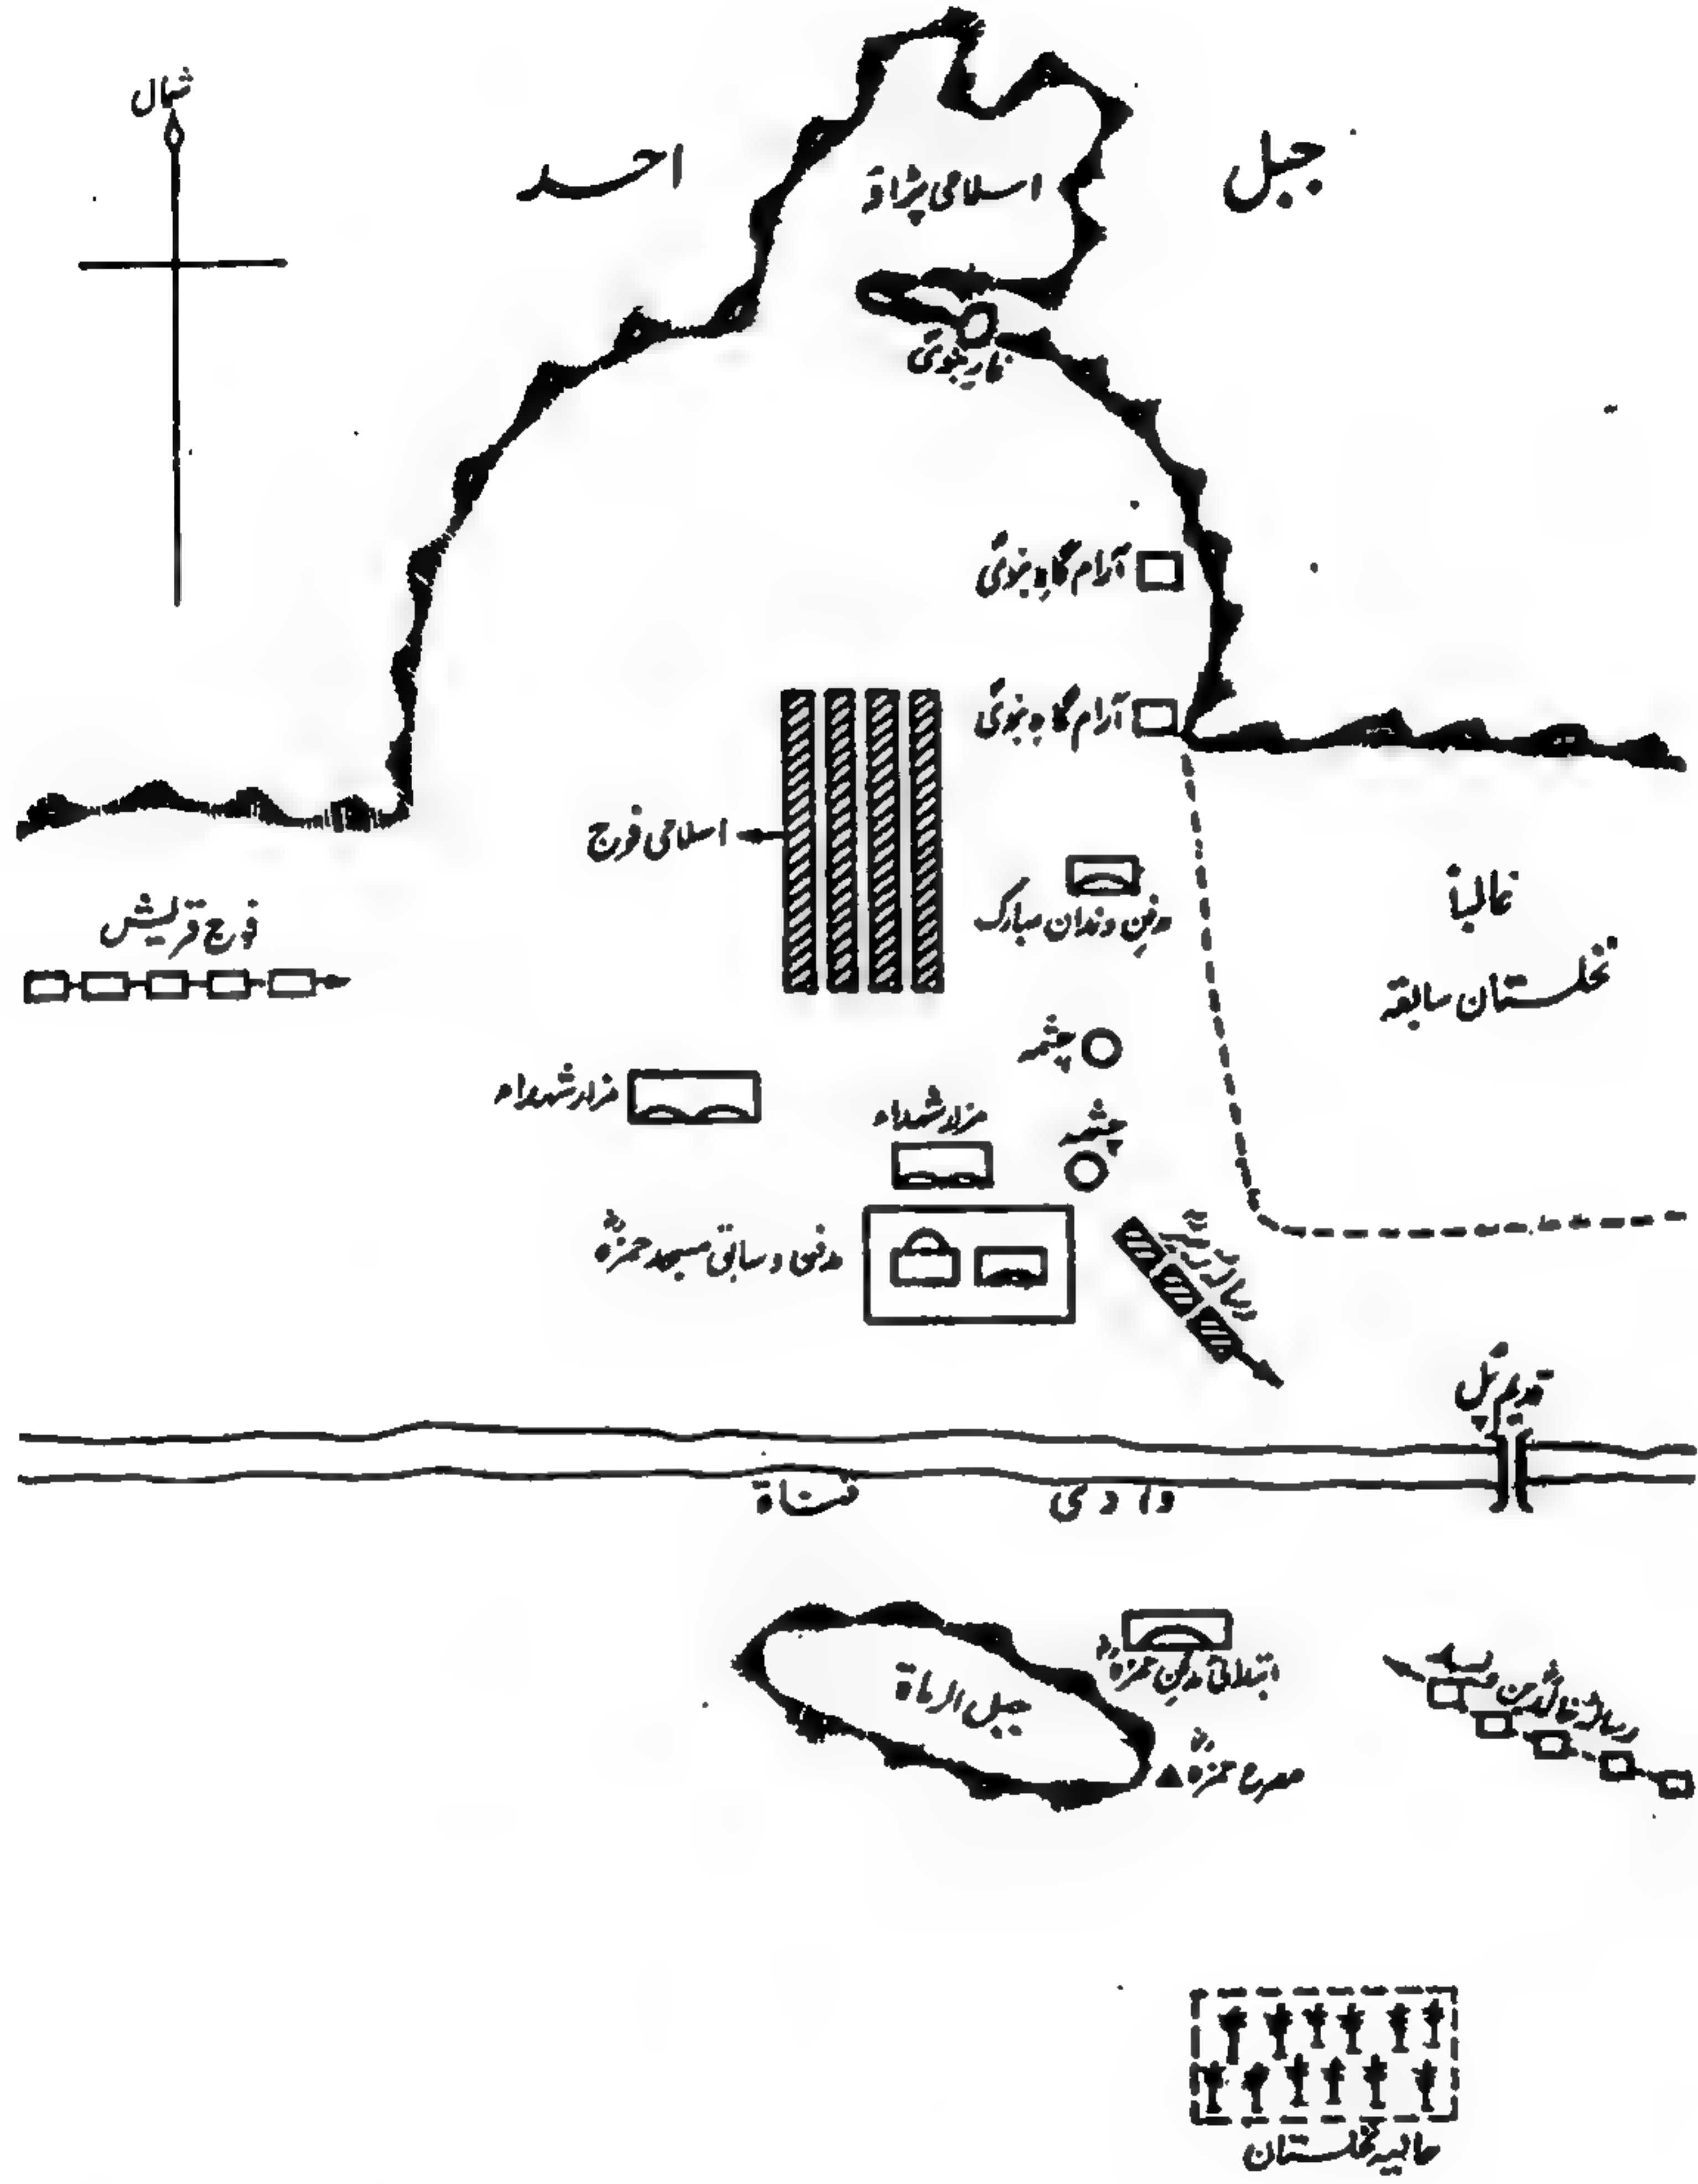 شمال
جبل
احد
اسلامی پڑاؤ
غارِ نبویؐ
آرام گاہِ نبویؐ
آرام گاہِ نبویؐ
اسلامی فوج
فوج قریش
مدفنِ دندان مبارک
غالباً
نخلستان سابقہ
چشمہ
چشمہ
مزار شہداء
مزار شہداء
مدفن و سابق مسجد حمزہؓ
قدیم پُل
وادی
قناۃ
جبل الرماۃ
ابتدائی مدفنِ حمزہؓ
مصرع حمزہؓ
رسالہ خالدؓ بن ولید
حالیہ نخلستان